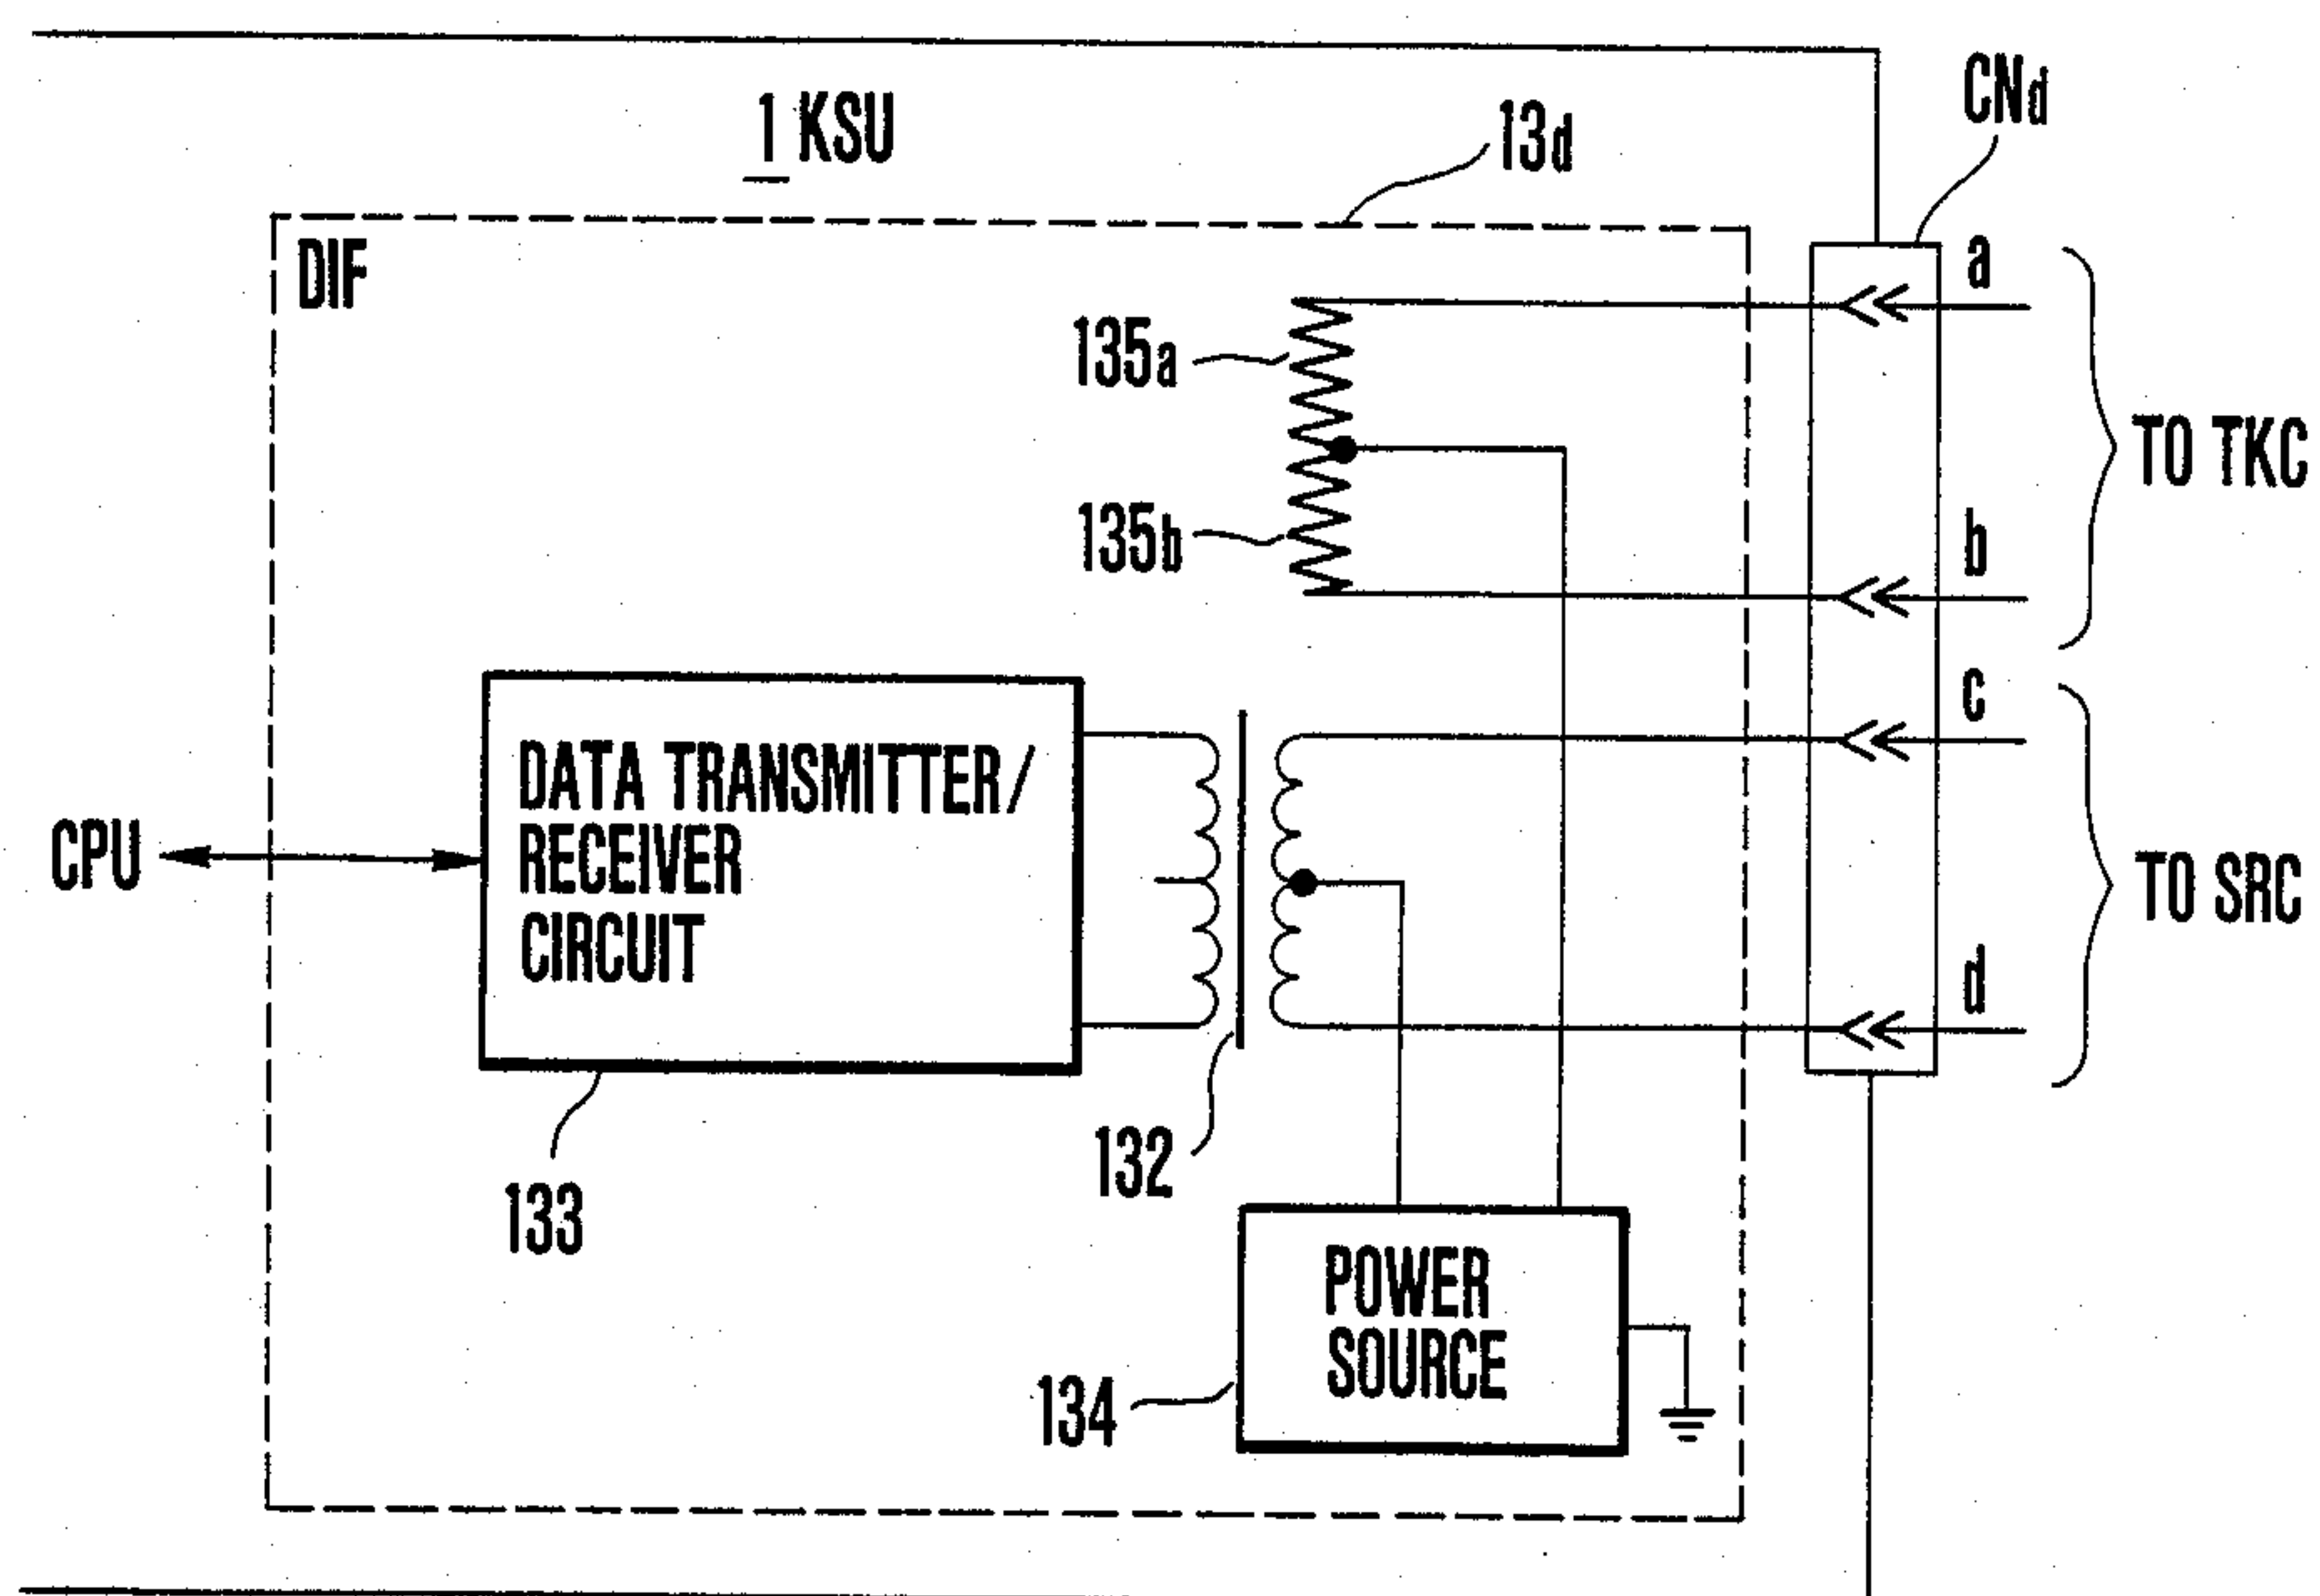 1 KSU
13d
CNd
DIF
a
135a
TO TKC
135b
b
c
DATA TRANSMITTER/
RECEIVER
CIRCUIT
CPU
TO SRC
d
132
133
POWER
SOURCE
134